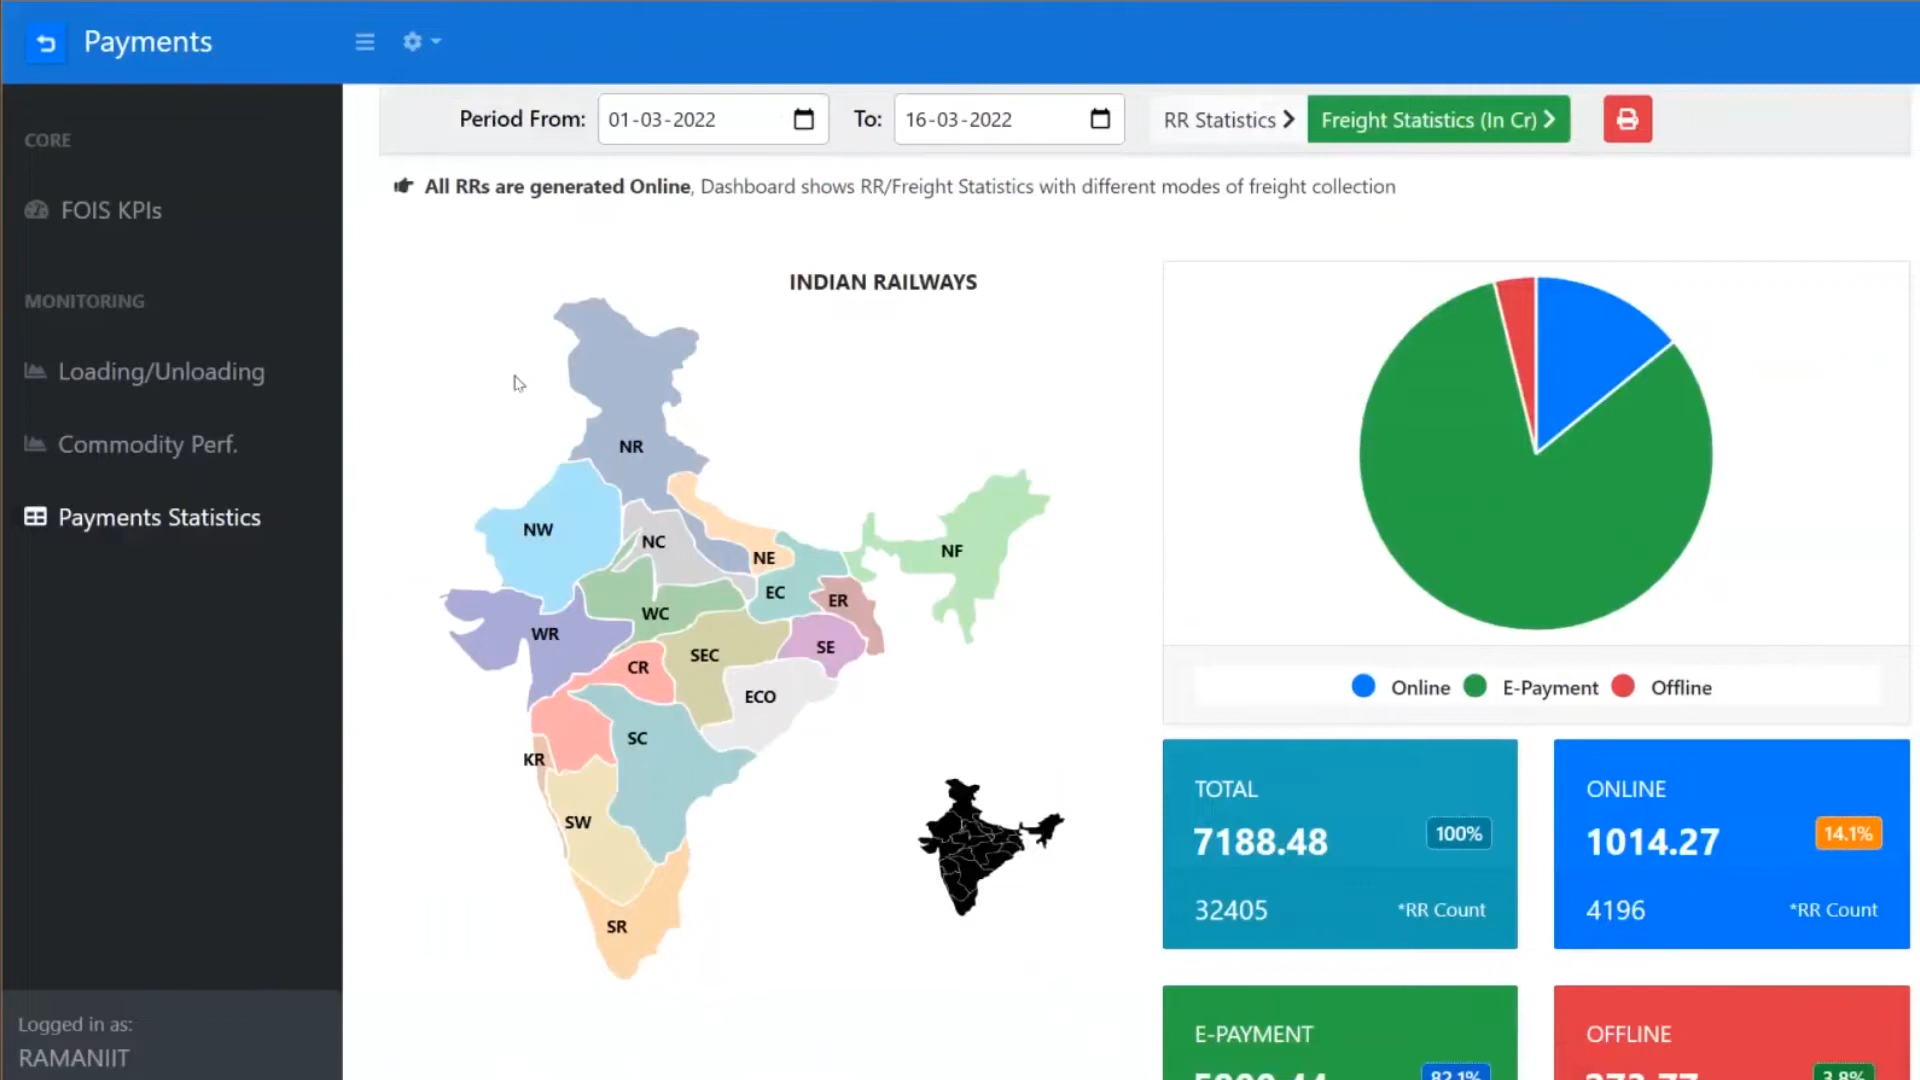 Payments
Period From: 01-03-2022 To: 16-03-2022 RR Statistics Freight Statistics (In Cr)
All RRs are generated Online, Dashboard shows RR/Freight Statistics with different modes of freight collection
CORE
FOIS KPIs
MONITORING
Loading/Unloading
Commodity Perf.
Payments Statistics
Logged in as:
RAMANIIT
INDIAN RAILWAYS
NR
NW
NC
NE
NF
EC
ER
WC
WR
SE
SEC
CR
ECO
SC
KR
SW
SR
Online E-Payment Offline
TOTAL
7188.48 100%
32405 *RR Count
ONLINE
1014.27 14.1%
4196 *RR Count
E-PAYMENT
82.1%
OFFLINE
3.8%